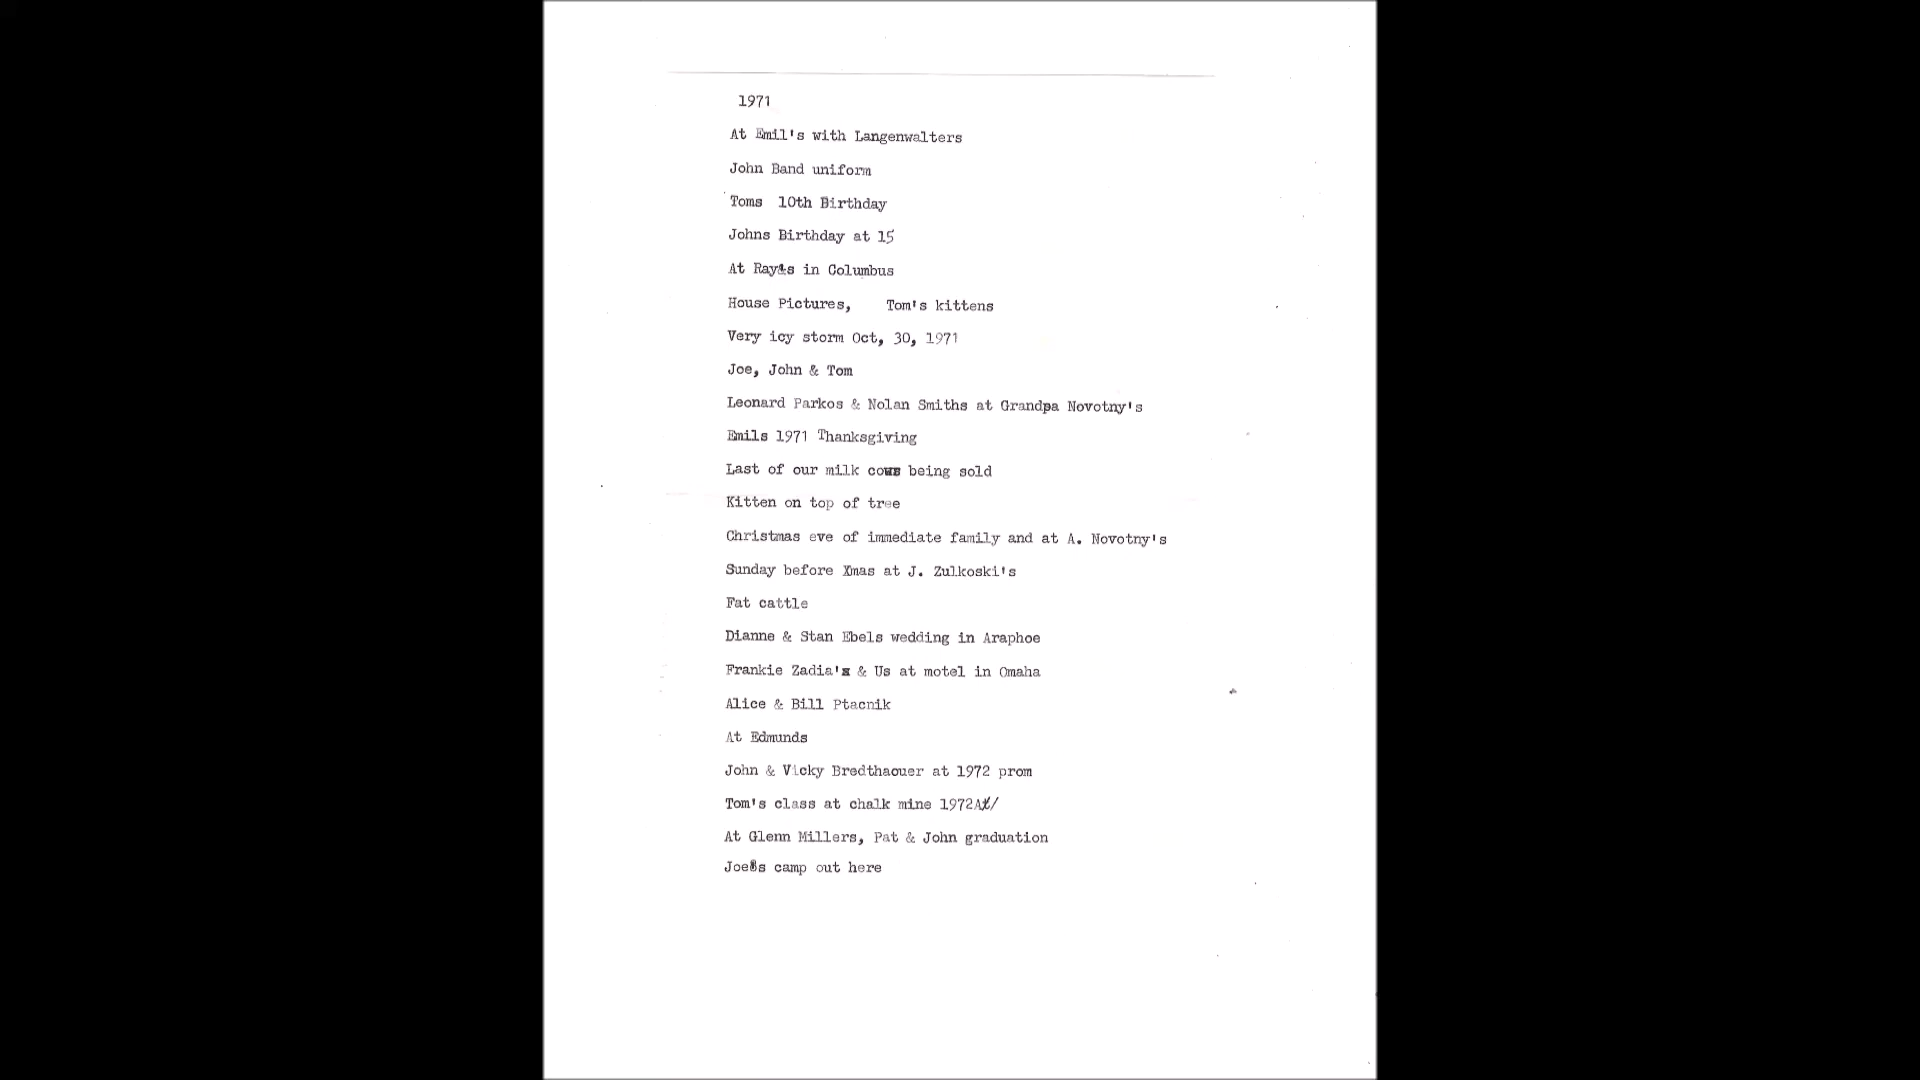 1971
At Emil's with Langenwalters
John Band uniform
Toms  10th Birthday
Johns Birthday at 15
At Ray&s in Columbus
House Pictures,    Tom's kittens
Very icy storm Oct, 30, 1971
Joe, John & Tom
Leonard Parkos & Nolan Smiths at Grandpa Novotny's
Emils 1971 Thanksgiving
Last of our milk cows being sold
Kitten on top of tree
Christmas eve of immediate family and at A. Novotny's
Sunday before Xmas at J. Zulkoski's
Fat cattle
Dianne & Stan Ebels wedding in Araphoe
Frankie Zadia's & Us at motel in Omaha
Alice & Bill Ptacnik
At Edmunds
John & Vicky Bredthaouer at 1972 prom
Tom's class at chalk mine 1972At/
At Glenn Millers, Pat & John graduation
Joe's camp out here